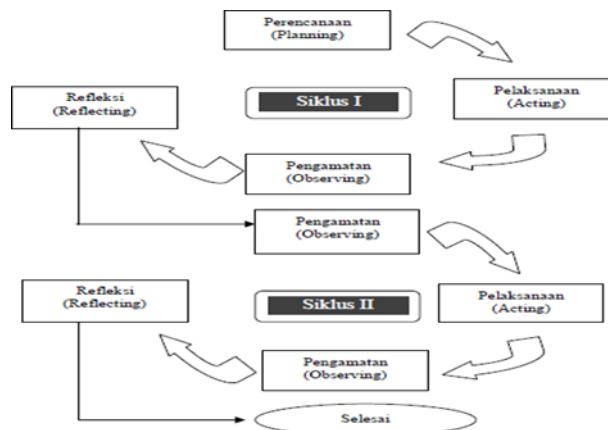 Perencanaan
(Planning)
Refleksi
(Reflecting)
Siklus I
Pelaksanaan
(Acting)
Pengamatan
(Observing)
Pengamatan
(Observing)
Refleksi
(Reflecting)
Siklus II
Pelaksanaan
(Acting)
Pengamatan
(Observing)
Selesai